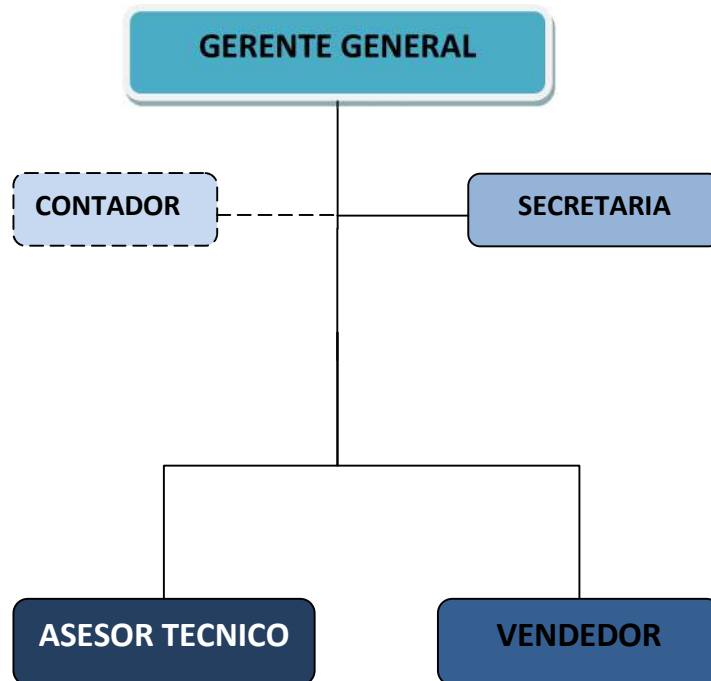 GERENTE GENERAL
CONTADOR
SECRETARIA
ASESOR TECNICO
VENDEDOR